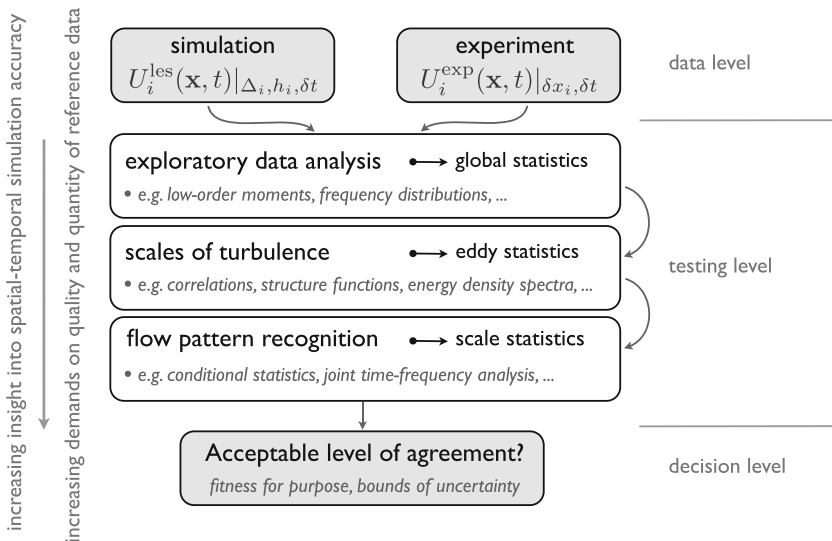 increasing insight into spatial-temporal simulation accuracy
increasing demands on quality and quantity of reference data
simulation
U_i^les(x, t)|_Δ_i,h_i,δt
experiment
U_i^exp(x, t)|_δx_i,δt
data level
exploratory data analysis global statistics
• e.g. low-order moments, frequency distributions, ...
scales of turbulence eddy statistics
• e.g. correlations, structure functions, energy density spectra, ...
testing level
flow pattern recognition scale statistics
• e.g. conditional statistics, joint time-frequency analysis, ...
Acceptable level of agreement?
fitness for purpose, bounds of uncertainty
decision level